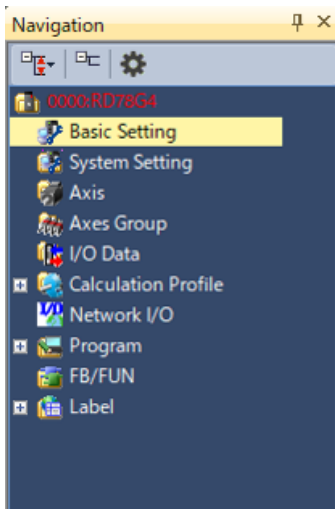 Navigation
0000:RD78G4
Basic Setting
System Setting
Axis
Axes Group
I/O Data
Calculation Profile
Network I/O
Program
FB/FUN
Label